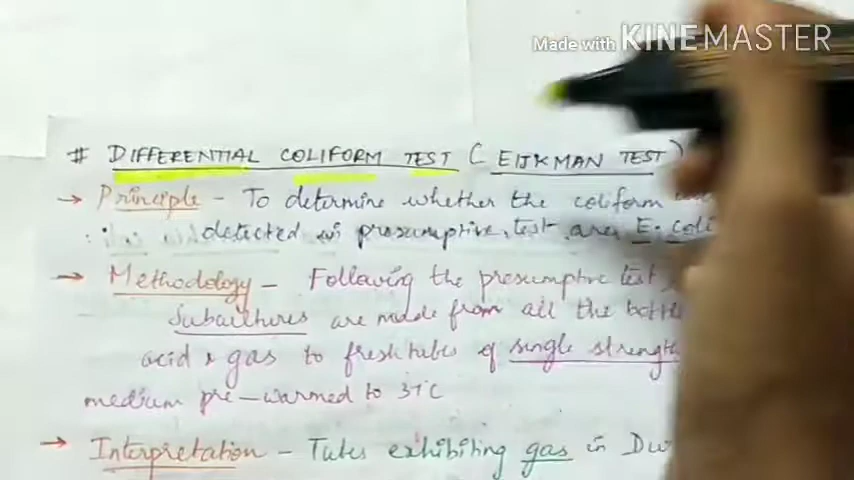 Made with KINEMASTER
# DIFFERENTIAL COLIFORM TEST (EIJKMAN TEST)
→ Principle - To determine whether the coliform
detected in presumptive test are E. coli
→ Methodology - Following the presumptive test
Subcultures are made from all the bottl
acid & gas to fresh tubes of single strength
medium pre-warmed to 37°C
→ Interpretation - Tubes exhibiting gas in Du